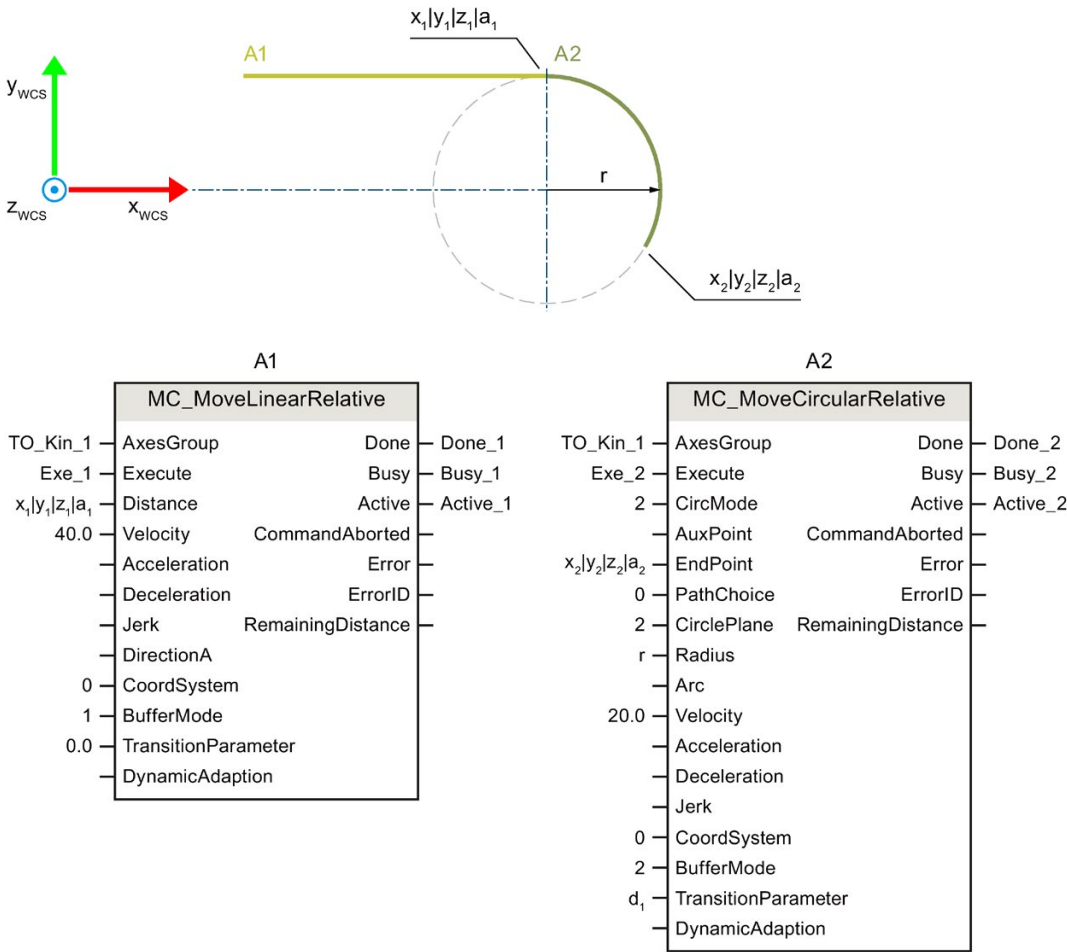 x₁|y₁|z₁|a₁
A1
A2
y_WCS
r
z_WCS
x_WCS
x₂|y₂|z₂|a₂
A1
MC_MoveLinearRelative
TO_Kin_1 AxesGroup Done Done_1
Exe_1 Execute Busy Busy_1
x₁|y₁|z₁|a₁ Distance Active Active_1
40.0 Velocity CommandAborted
Acceleration Error
Deceleration ErrorID
Jerk RemainingDistance
DirectionA
0 CoordSystem
1 BufferMode
0.0 TransitionParameter
DynamicAdaption
A2
MC_MoveCircularRelative
TO_Kin_1 AxesGroup Done Done_2
Exe_2 Execute Busy Busy_2
2 CircMode Active Active_2
AuxPoint CommandAborted
x₂|y₂|z₂|a₂ EndPoint Error
0 PathChoice ErrorID
2 CirclePlane RemainingDistance
r Radius
Arc
20.0 Velocity
Acceleration
Deceleration
Jerk
0 CoordSystem
2 BufferMode
d₁ TransitionParameter
DynamicAdaption